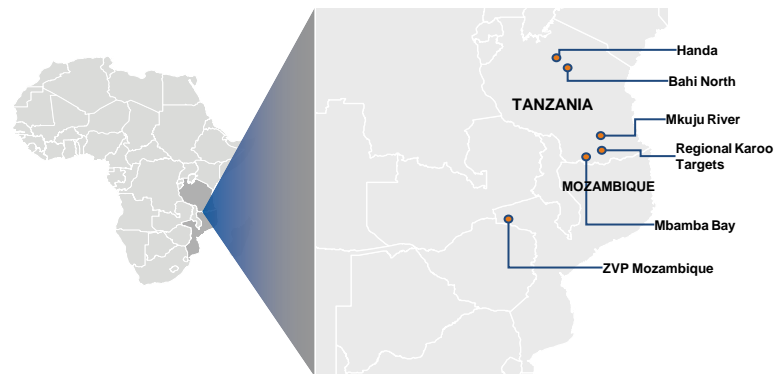 Handa
Bahi North
TANZANIA
Mkuju River
Regional Karoo
Targets
MOZAMBIQUE
Mbamba Bay
ZVP Mozambique